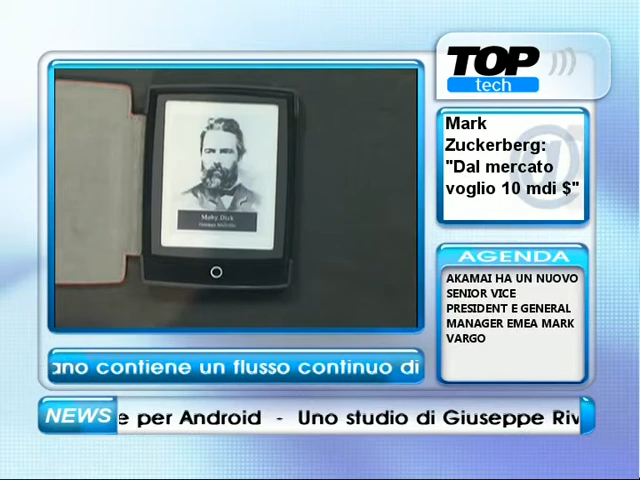 TOP
tech
Mark
Zuckerberg:
"Dal mercato
voglio 10 mdi $"
@
Moby Dick
AGENDA
AKAMAI HA UN NUOVO
SENIOR VICE
PRESIDENT E GENERAL
MANAGER EMEA MARK
VARGO
ano contiene un flusso continuo di
NEWS
e per Android - Uno studio di Giuseppe Riv